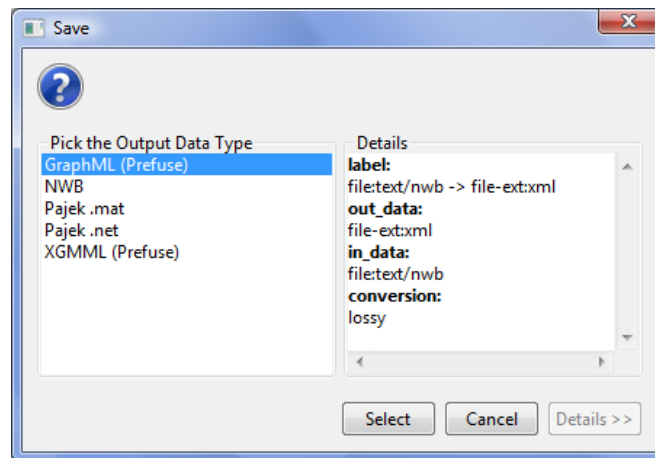 Save
Pick the Output Data Type
GraphML (Prefuse)
NWB
Pajek .mat
Pajek .net
XGMML (Prefuse)
Details
label:
file:text/nwb -> file-ext:xml
out_data:
file-ext:xml
in_data:
file:text/nwb
conversion:
lossy
Select
Cancel
Details >>